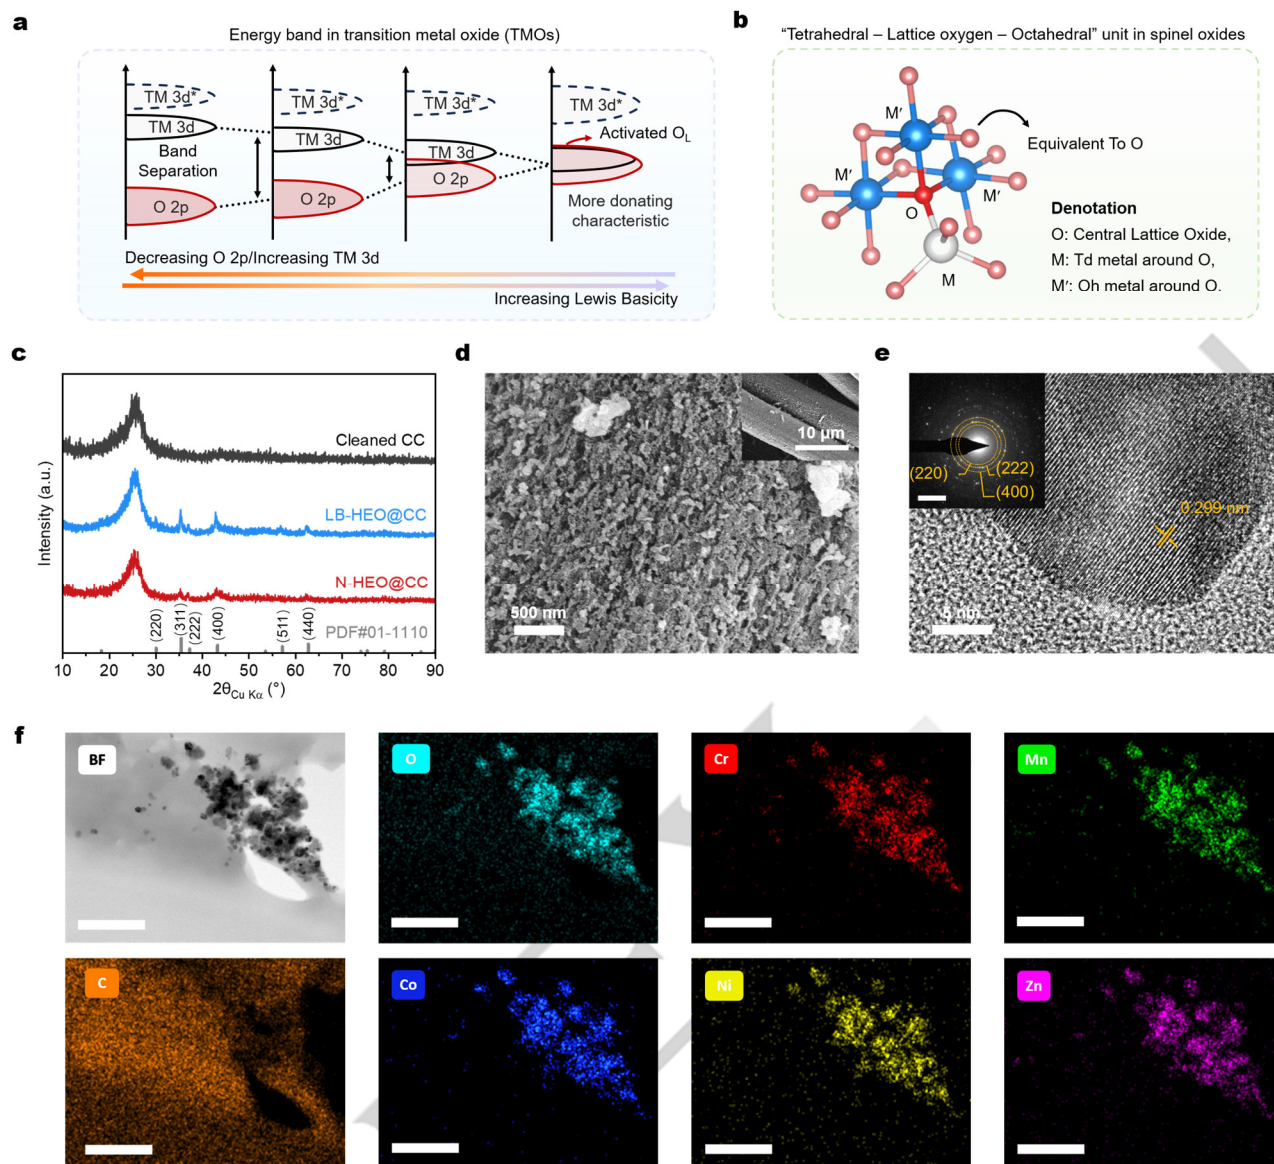 a
Energy band in transition metal oxide (TMOs)
TM 3d*
TM 3d*
TM 3d*
TM 3d*
TM 3d
TM 3d
TM 3d
Activated O_L
Band
Separation
O 2p
O 2p
O 2p
More donating
characteristic
Decreasing O 2p/Increasing TM 3d
Increasing Lewis Basicity
b
“Tetrahedral – Lattice oxygen – Octahedral” unit in spinel oxides
M′
M′
M′
O
M
Equivalent To O
Denotation
O: Central Lattice Oxide,
M: Td metal around O,
M′: Oh metal around O.
c
Intensity (a.u.)
Cleaned CC
LB-HEO@CC
N-HEO@CC
PDF#01-1110
(220)
(311)
(222)
(400)
(511)
(440)
10 20 30 40 50 60 70 80 90
2θCu Kα (°)
d
10 μm
500 nm
e
(220)
(222)
(400)
0.299 nm
5 nm
f
BF
O
Cr
Mn
C
Co
Ni
Zn